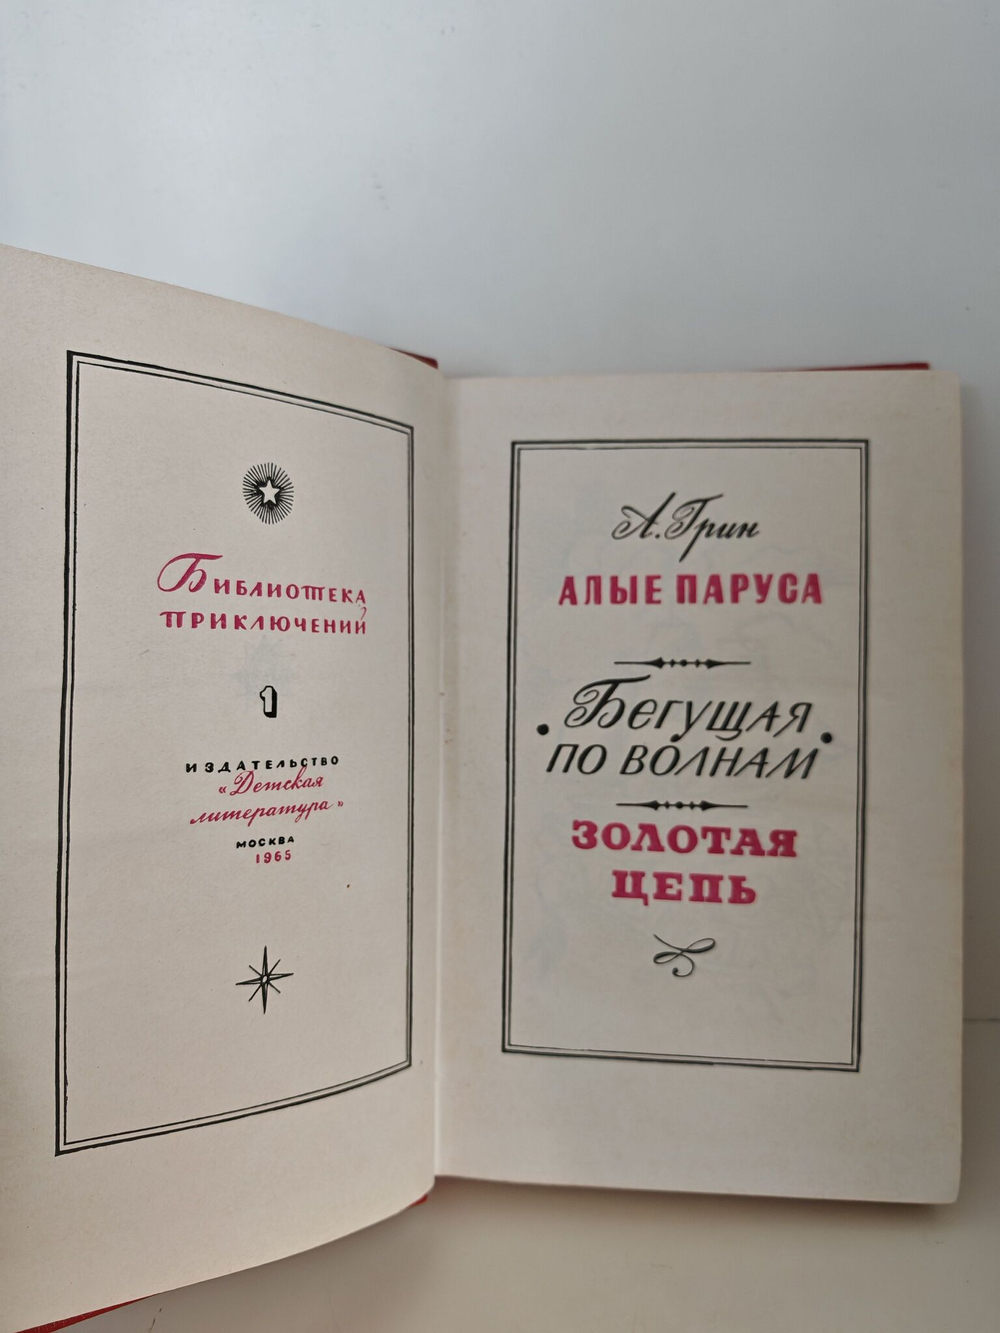 Библиотека
приключений
1
ИЗДАТЕЛЬСТВО
«Детская
литература»
МОСКВА
1965
А. Грин
АЛЫЕ ПАРУСА
Бегущая
по волнам
ЗОЛОТАЯ
ЦЕПЬ